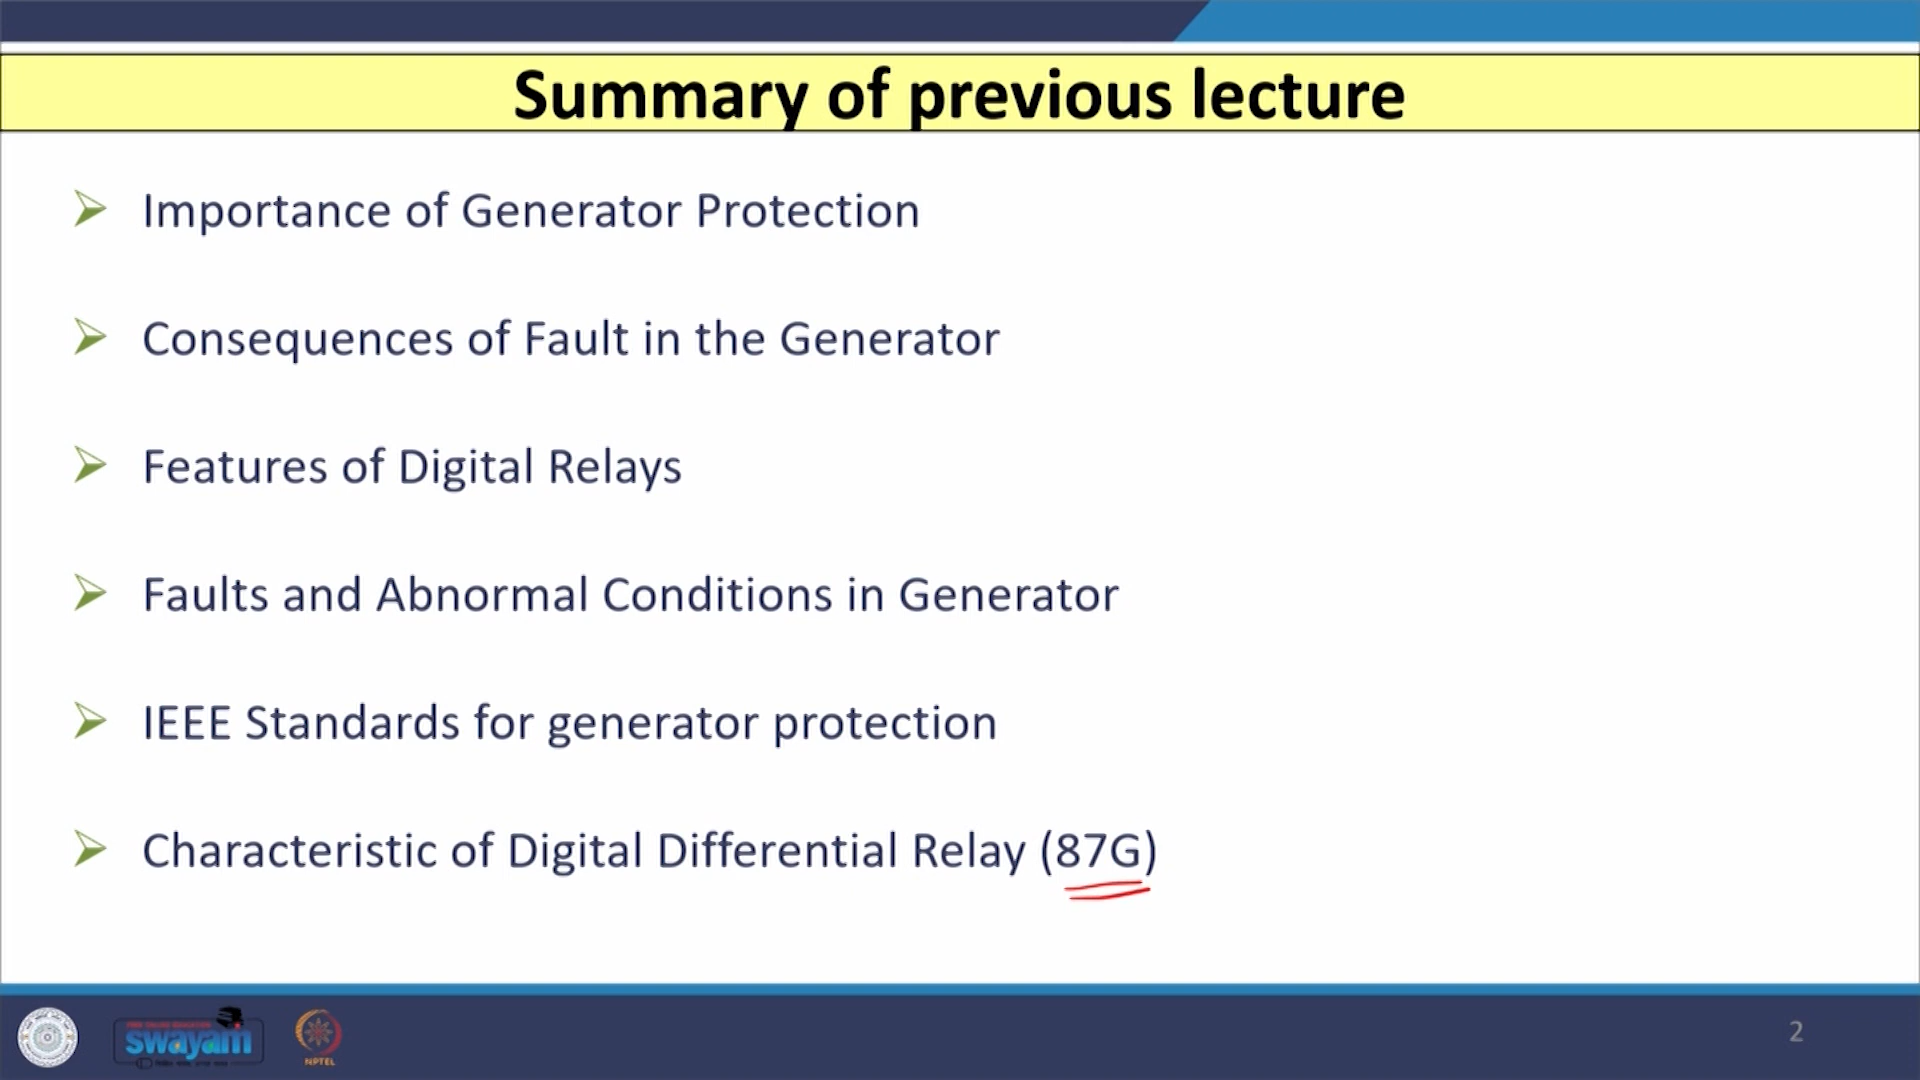 Summary of previous lecture
Importance of Generator Protection
Consequences of Fault in the Generator
Features of Digital Relays
Faults and Abnormal Conditions in Generator
IEEE Standards for generator protection
Characteristic of Digital Differential Relay (87G)
swayam
NPTEL
2